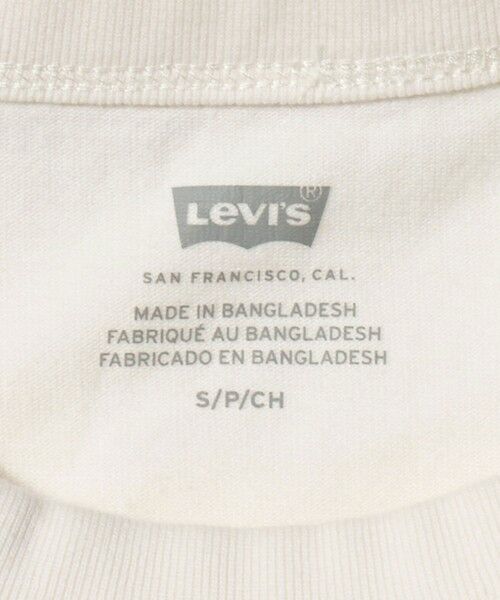 Levi's®
SAN FRANCISCO, CAL.
MADE IN BANGLADESH
FABRIQUÉ AU BANGLADESH
FABRICADO EN BANGLADESH
S/P/CH